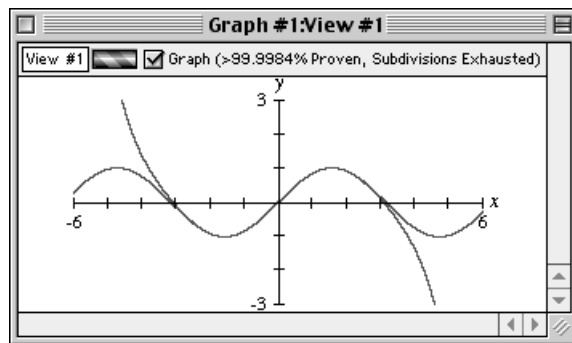 Graph #1:View #1
View #1 Graph (>99.9984% Proven, Subdivisions Exhausted)
y
3
-6 6 x
-3